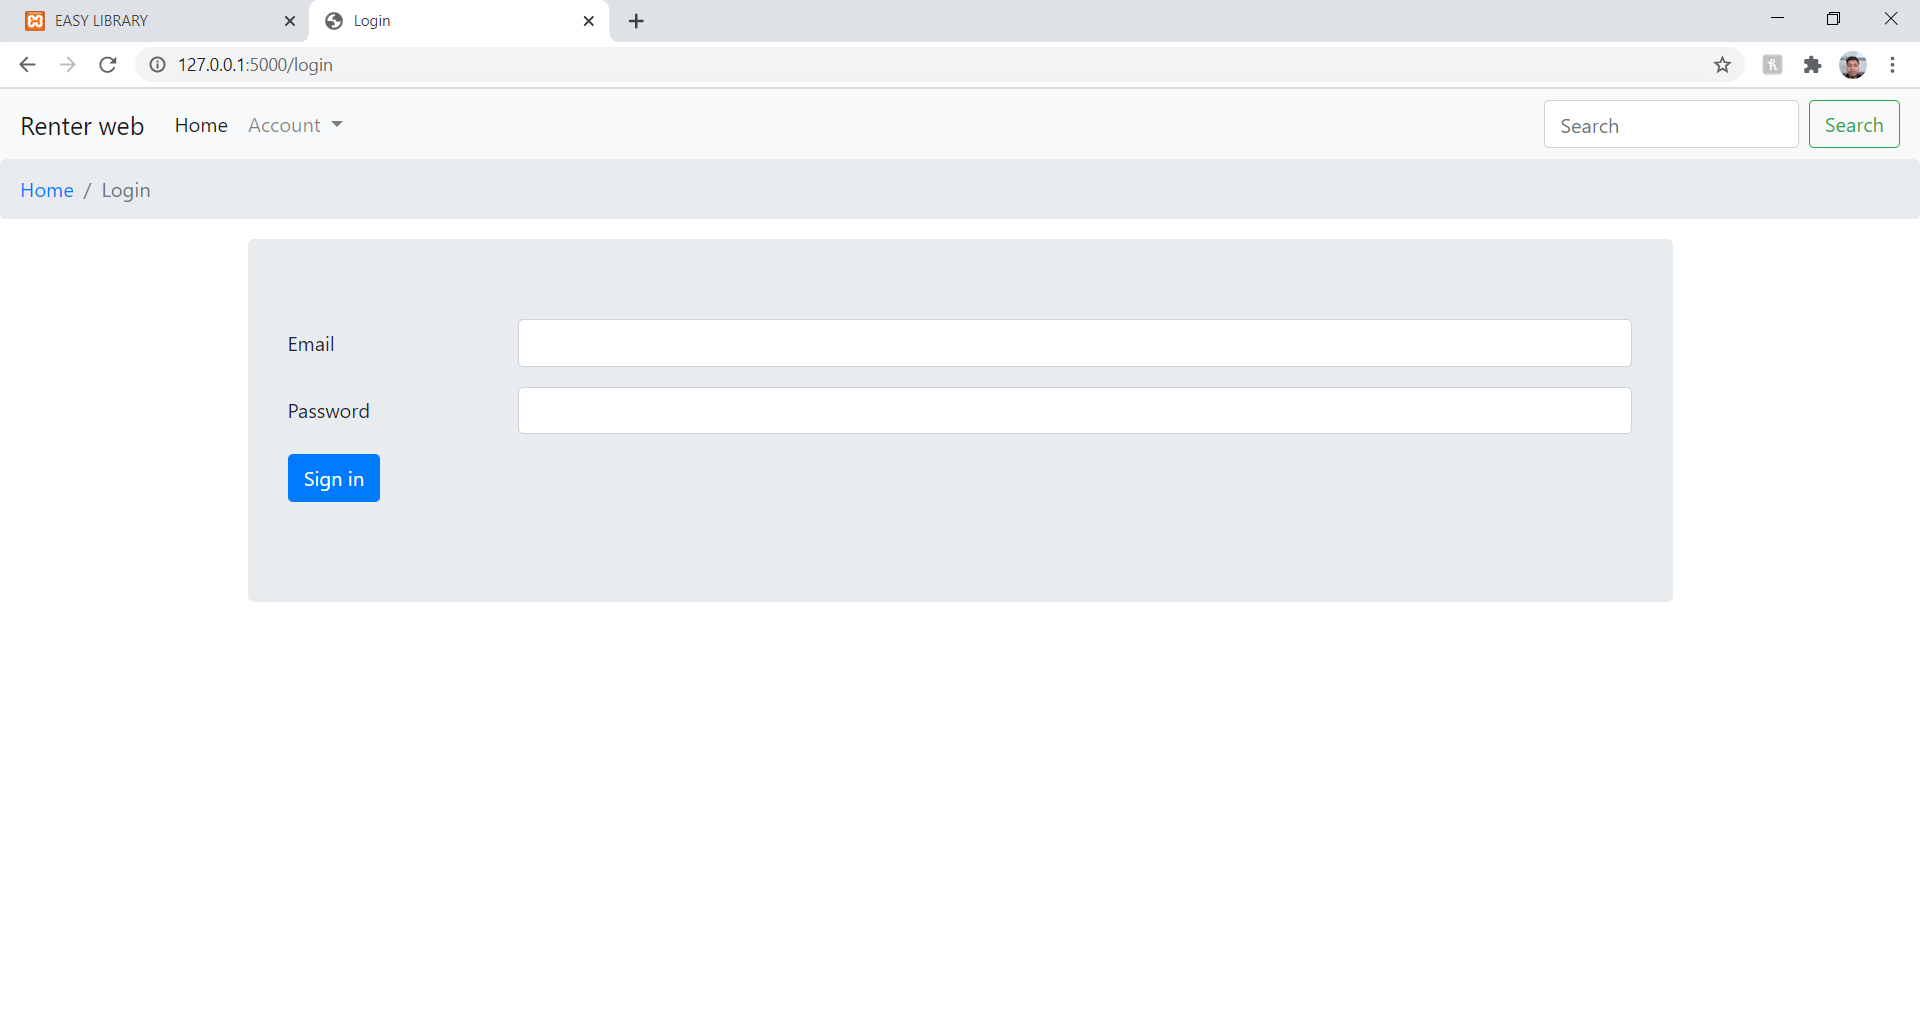 EASY LIBRARY
Login
127.0.0.1:5000/login
Renter web Home Account Search Search
Home / Login
Email
Password
Sign in